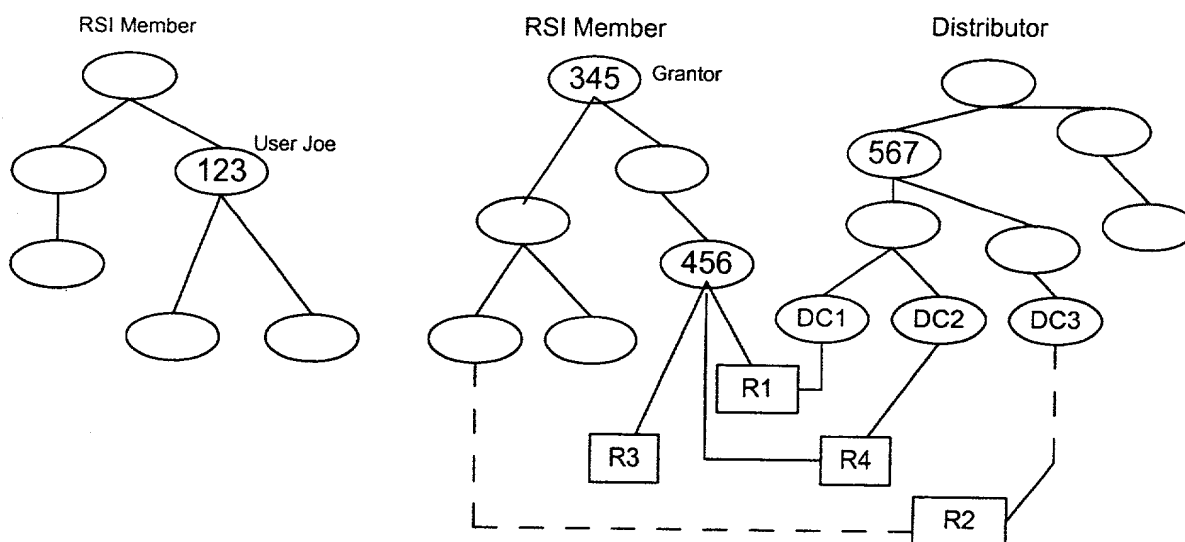 RSI Member
RSI Member
Distributor
345
Grantor
User Joe
123
567
456
DC1
DC2
DC3
R1
R3
R4
R2